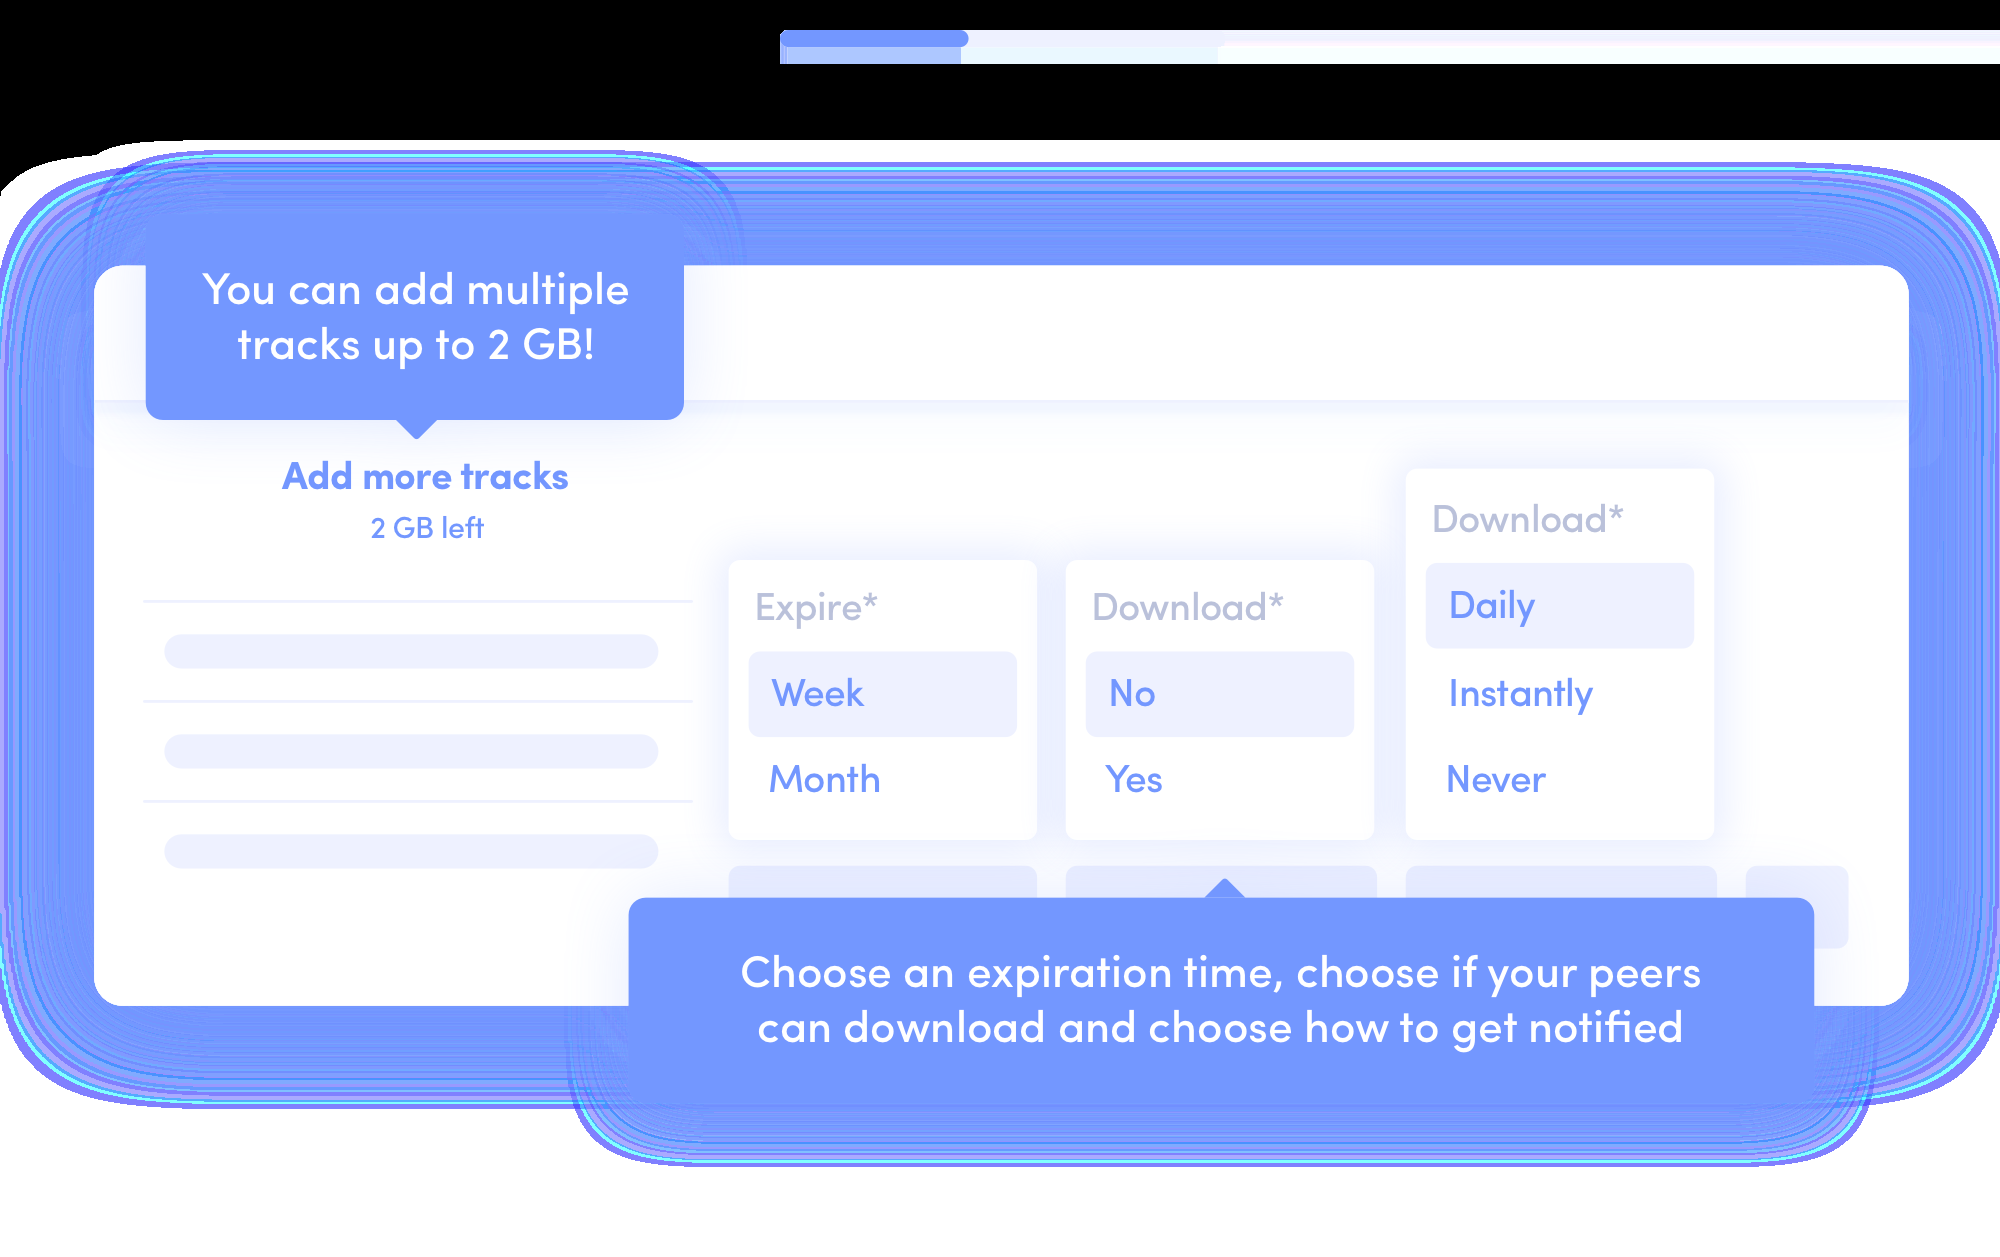 You can add multiple
tracks up to 2 GB!
Add more tracks
2 GB left
Expire*
Week
Month
Download*
No
Yes
Download*
Daily
Instantly
Never
Choose an expiration time, choose if your peers
can download and choose how to get notified